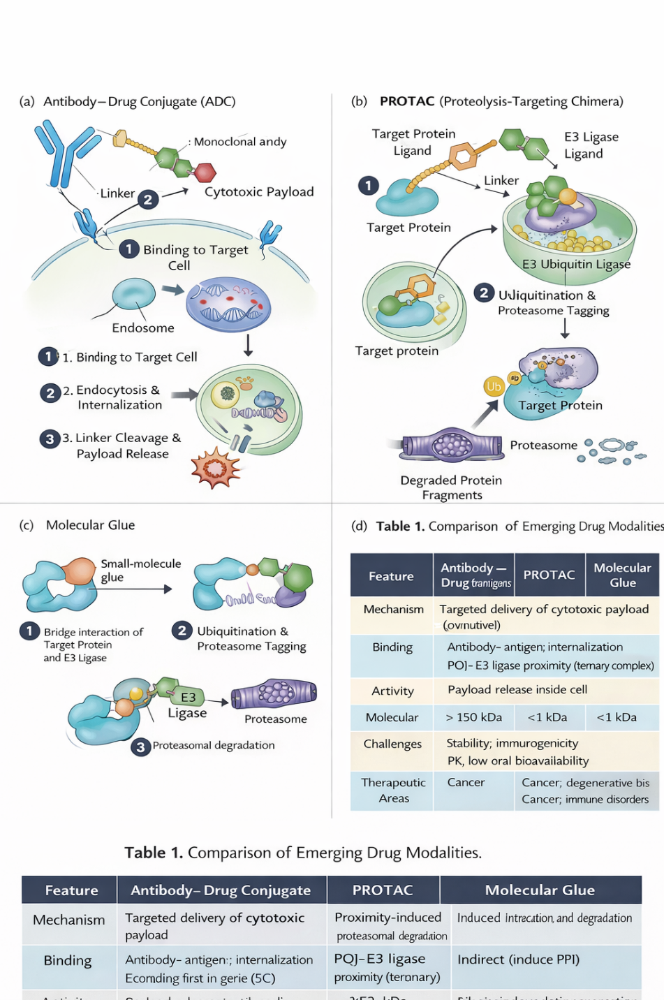 (a) Antibody–Drug Conjugate (ADC)
Monoclonal andy
Linker
2
Cytotoxic Payload
1 Binding to Target
Cell
Endosome
1 1. Binding to Target Cell
2 2. Endocytosis &
Internalization
3 3. Linker Cleavage &
Payload Release
(b) PROTAC (Proteolysis-Targeting Chimera)
Target Protein
Ligand
E3 Ligase
Ligand
1
Linker
Target Protein
E3 Ubiquitin Ligase
2 Ubiquitination &
Proteasome Tagging
Target protein
Ub
Target Protein
Proteasome
Degraded Protein
Fragments
(c) Molecular Glue
Small-molecule
glue
1 Bridge interaction of
Target Protein
and E3 Ligase
2 Ubiquitination &
Proteasome Tagging
E3
Ligase
Proteasome
3 Proteasomal degradation
(d) Table 1. Comparison of Emerging Drug Modalities
Feature
Antibody—
Drug
PROTAC
Molecular
Glue
Mechanism
Targeted delivery of cytotoxic payload
Binding
Antibody- antigen; internalization
POJ- E3 ligase proximity (ternary complex)
Artivity
Payload release inside cell
Molecular > 150 kDa <1 kDa <1 kDa
Challenges
Stability; immurogenicity
PK, low oral bioavailability
Therapeutic
Areas
Cancer
Cancer; degenerative bis
Cancer; immune disorders
Table 1. Comparison of Emerging Drug Modalities.
Feature Antibody–Drug Conjugate PROTAC Molecular Glue
Mechanism
Targeted delivery of cytotoxic
payload
Proximity-induced
proteasomal degradation
Induced and degradation
Binding
Antibody- antigen:; internalization
Ecomding first in gerie (5C)
PQJ-E3 ligase
proximity (ternary)
Indirect (induce PPI)